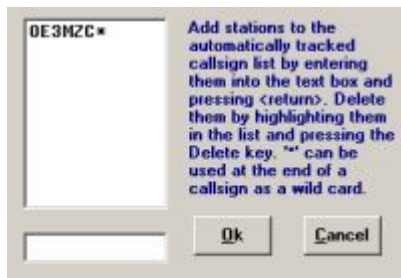 OE3MZC*
Add stations to the
automatically tracked
callsign list by entering
them into the text box and
pressing <return>. Delete
them by highlighting them
in the list and pressing the
Delete key. '*' can be
used at the end of a
callsign as a wild card.
Ok
Cancel